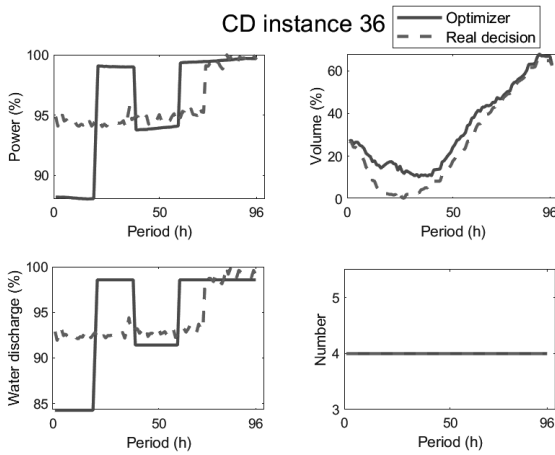 CD instance 36
Optimizer
Real decision
100
95
90
Power (%)
0
50
96
Period (h)
60
40
20
0
Volume (%)
0
50
96
Period (h)
100
95
90
85
Water discharge (%)
0
50
96
Period (h)
5
4
3
Number
0
50
96
Period (h)